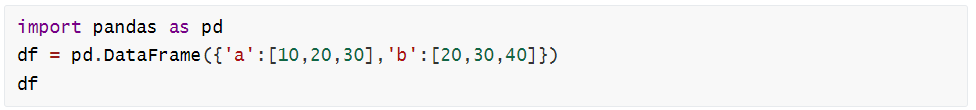 import pandas as pd
df = pd.DataFrame({'a':[10,20,30],'b':[20,30,40]})
df